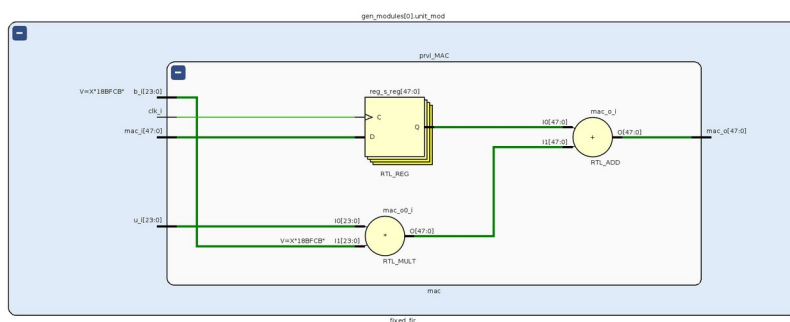 gen_modules[0].unit_mod
prvi_MAC
V=X"18BFCB" b_i[23:0]
reg_s_reg[47:0]
clk_i
C
mac_o_i
mac_i[47:0]
D
Q
I0[47:0]
+
O[47:0]
mac_o[47:0]
I1[47:0]
RTL_REG
RTL_ADD
mac_o0_i
u_i[23:0]
I0[23:0]
*
O[47:0]
V=X"18BFCB" I1[23:0]
RTL_MULT
mac
fixed_fir